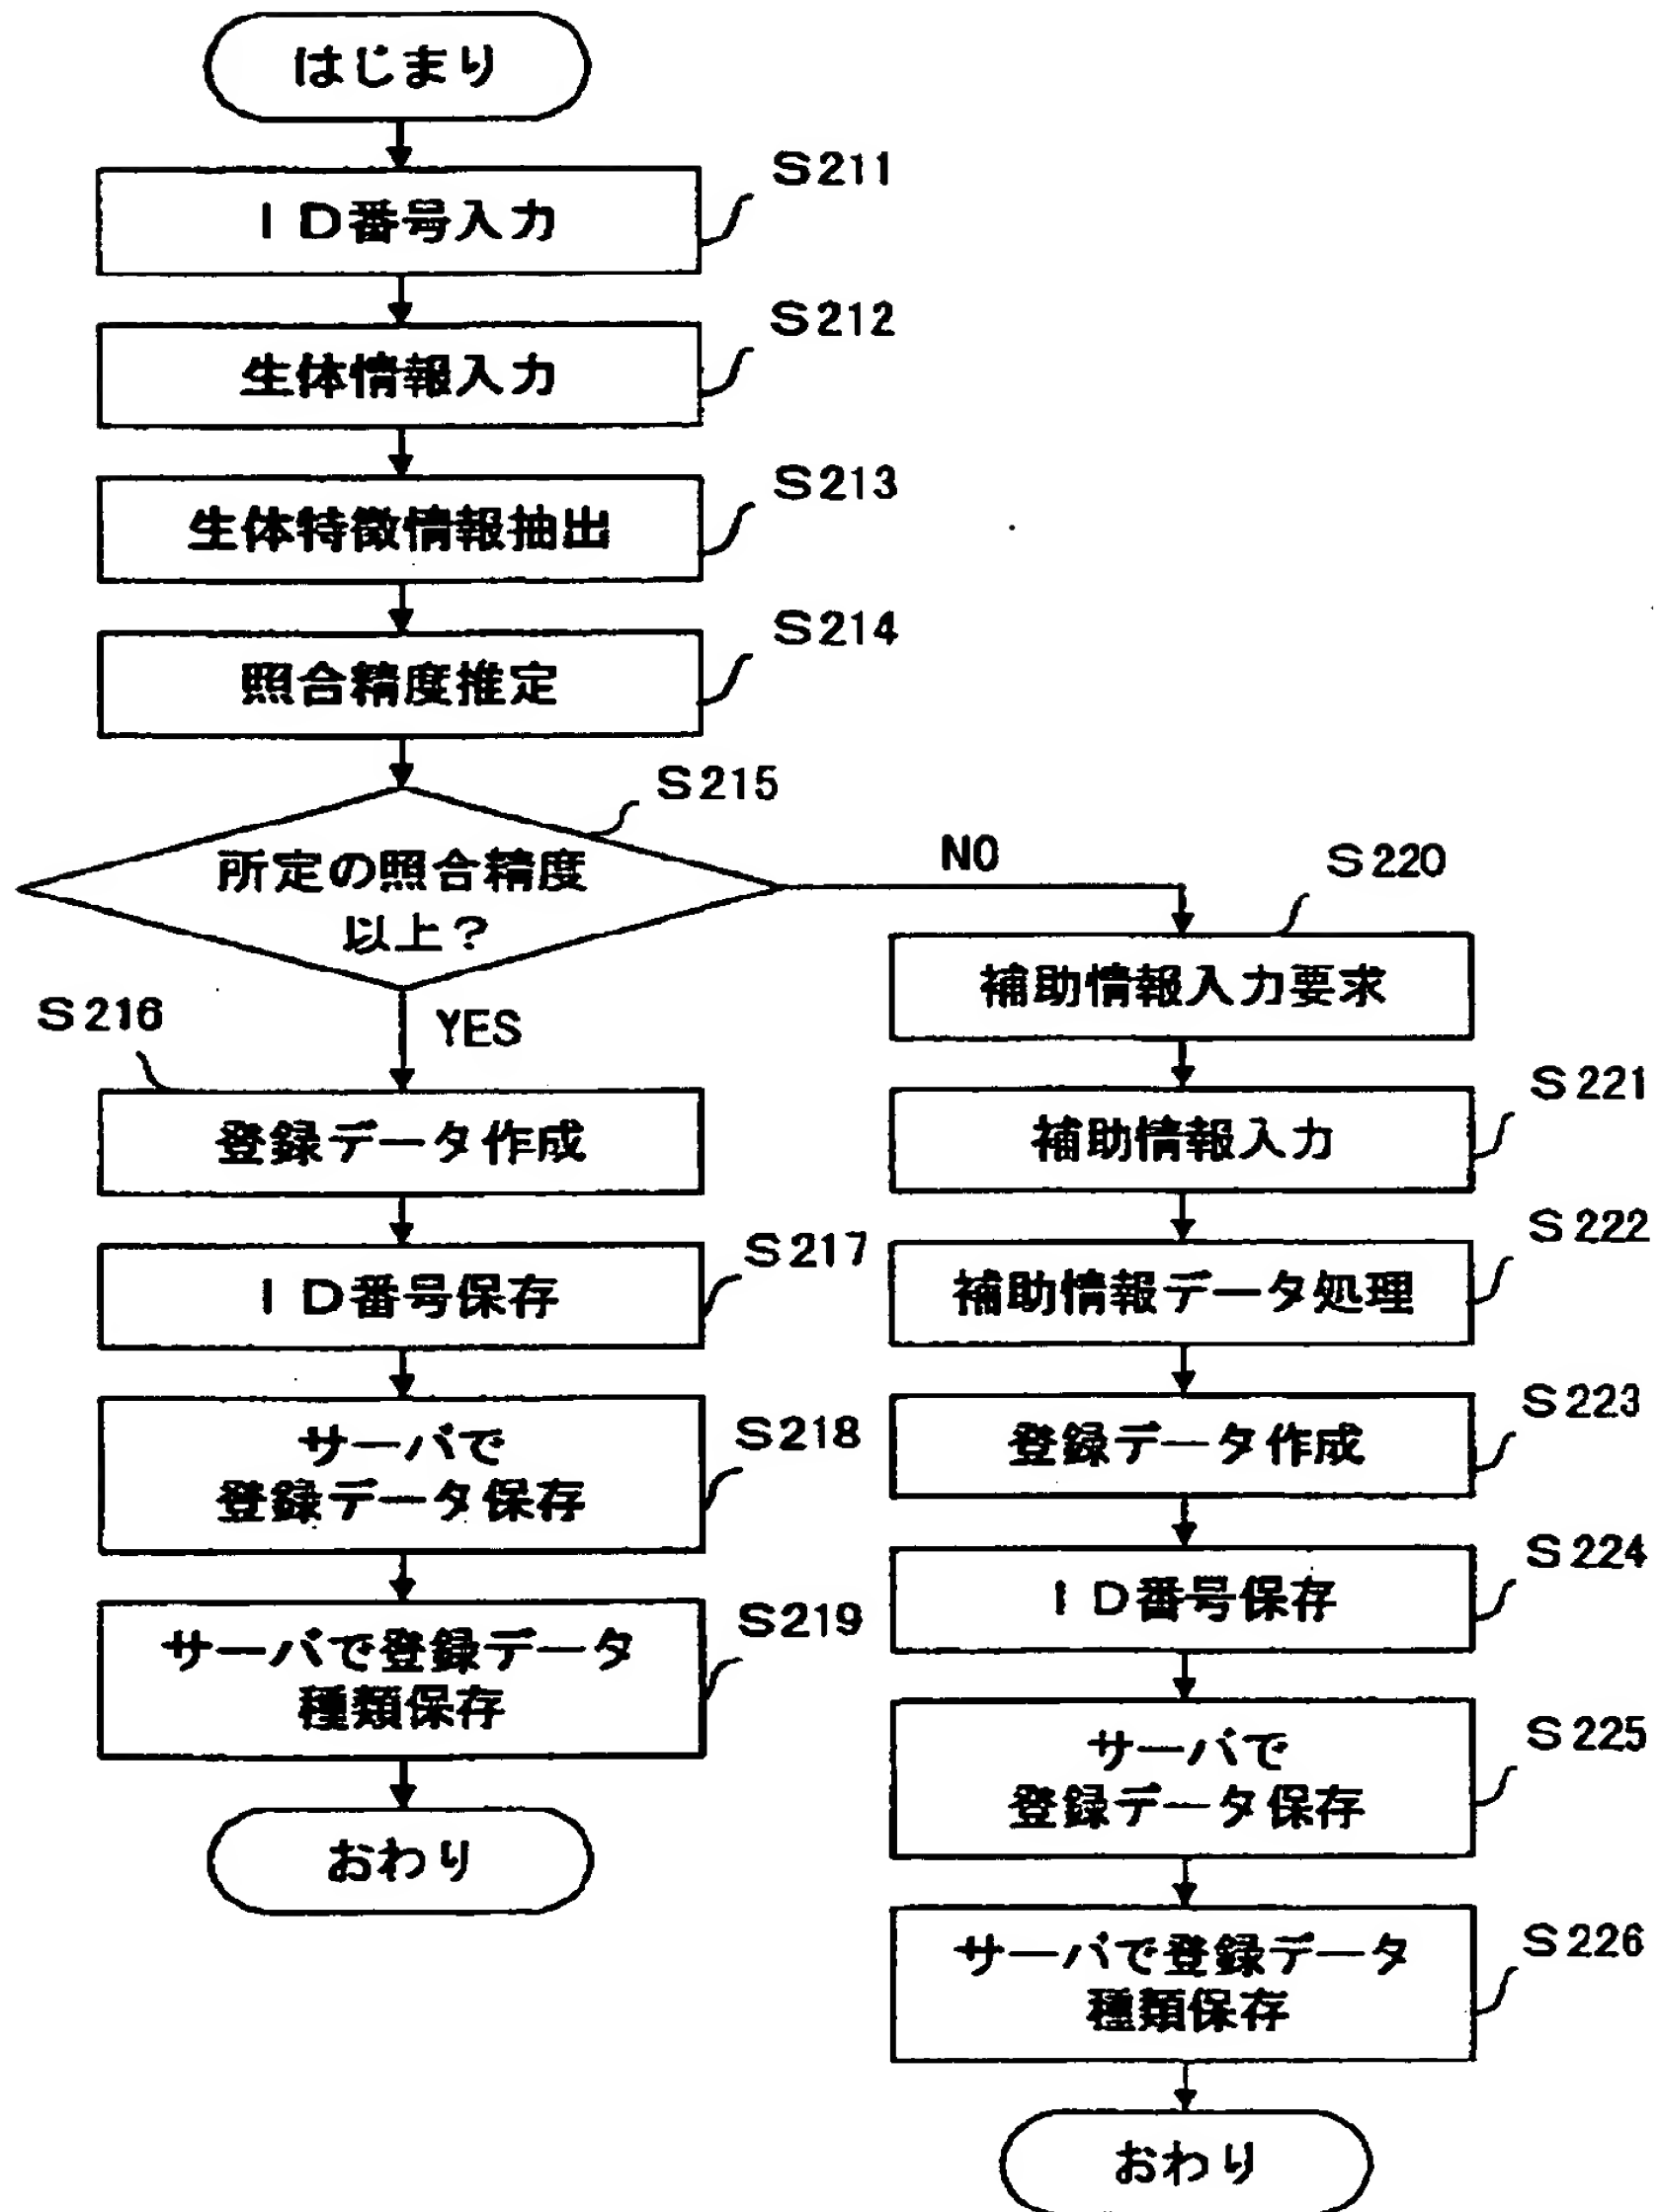 はじまり
S211
ID番号入力
S212
生体情報入力
S213
生体特徴情報抽出
S214
照合精度推定
S215
所定の照合精度
以上?
NO
YES
S216
登録データ作成
S217
ID番号保存
S218
サーバで
登録データ保存
S219
サーバで登録データ
種類保存
おわり
S220
補助情報入力要求
S221
補助情報入力
S222
補助情報データ処理
S223
登録データ作成
S224
ID番号保存
S225
サーバで
登録データ保存
S226
サーバで登録データ
種類保存
おわり